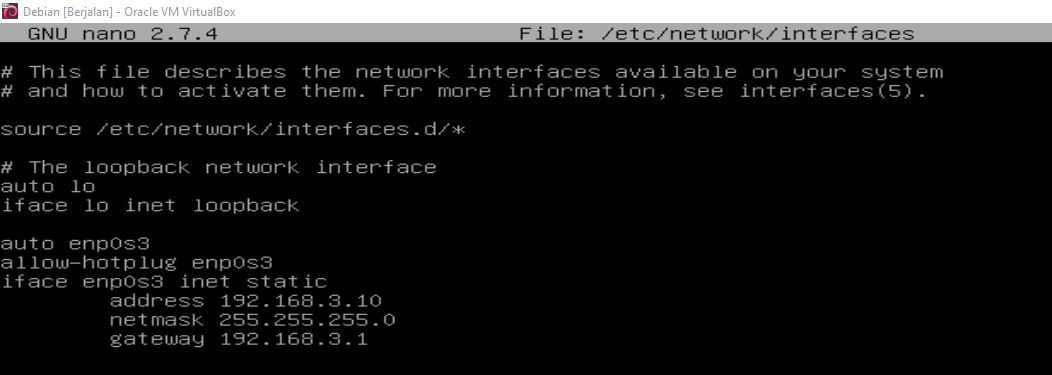 Debian [Berjalan] - Oracle VM VirtualBox
GNU nano 2.7.4 File: /etc/network/interfaces
# This file describes the network interfaces available on your system
# and how to activate them. For more information, see interfaces(5).
source /etc/network/interfaces.d/*
# The loopback network interface
auto lo
iface lo inet loopback
auto enp0s3
allow-hotplug enp0s3
iface enp0s3 inet static
address 192.168.3.10
netmask 255.255.255.0
gateway 192.168.3.1